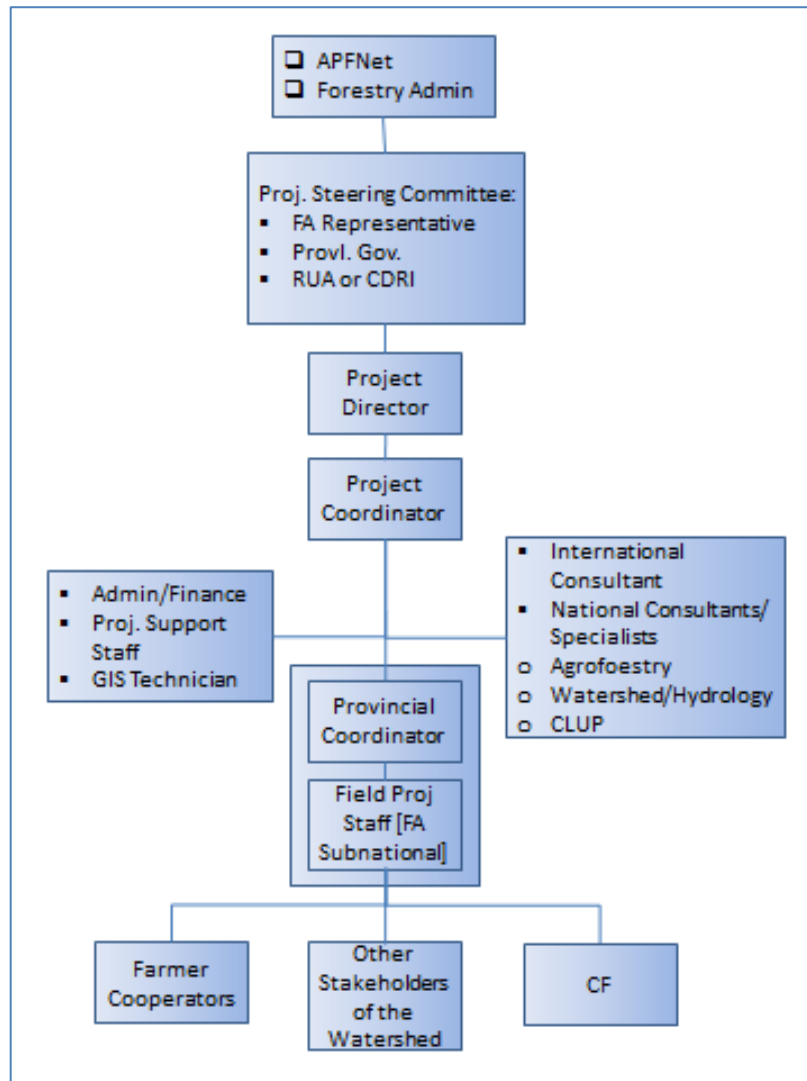 ❑ APFNet
❑ Forestry Admin
Proj. Steering Committee:
▪ FA Representative
▪ Provl. Gov.
▪ RUA or CDRI
Project
Director
Project
Coordinator
▪ Admin/Finance
▪ Proj. Support
Staff
▪ GIS Technician
▪ International
Consultant
▪ National Consultants/
Specialists
o Agrofoestry
o Watershed/Hydrology
o CLUP
Provincial
Coordinator
Field Proj
Staff [FA
Subnational]
Farmer
Cooperators
Other
Stakeholders
of the
Watershed
CF